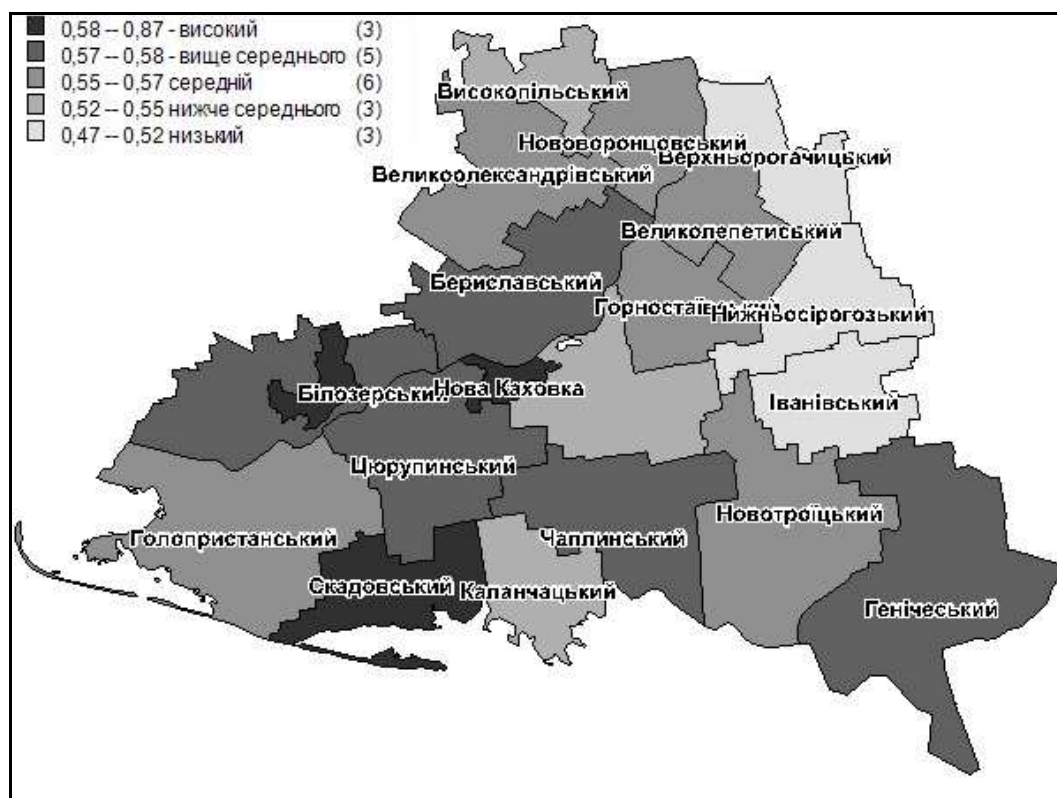 0,58 – 0,87 - високий (3)
0,57 – 0,58 - вище середнього (5)
0,55 – 0,57 середній (6)
0,52 – 0,55 нижче середнього (3)
0,47 – 0,52 низький (3)
Високопільський
Нововоронцовський
Верхньорогачицький
Великоолександрівський
Великолепетиський
Бериславський
Горностаївський
Нижньосірогозький
Білозерський
Нова Каховка
Іванівський
Цюрупинський
Новотроїцький
Голопристанський
Чаплинський
Скадовський
Каланчацький
Генічеський